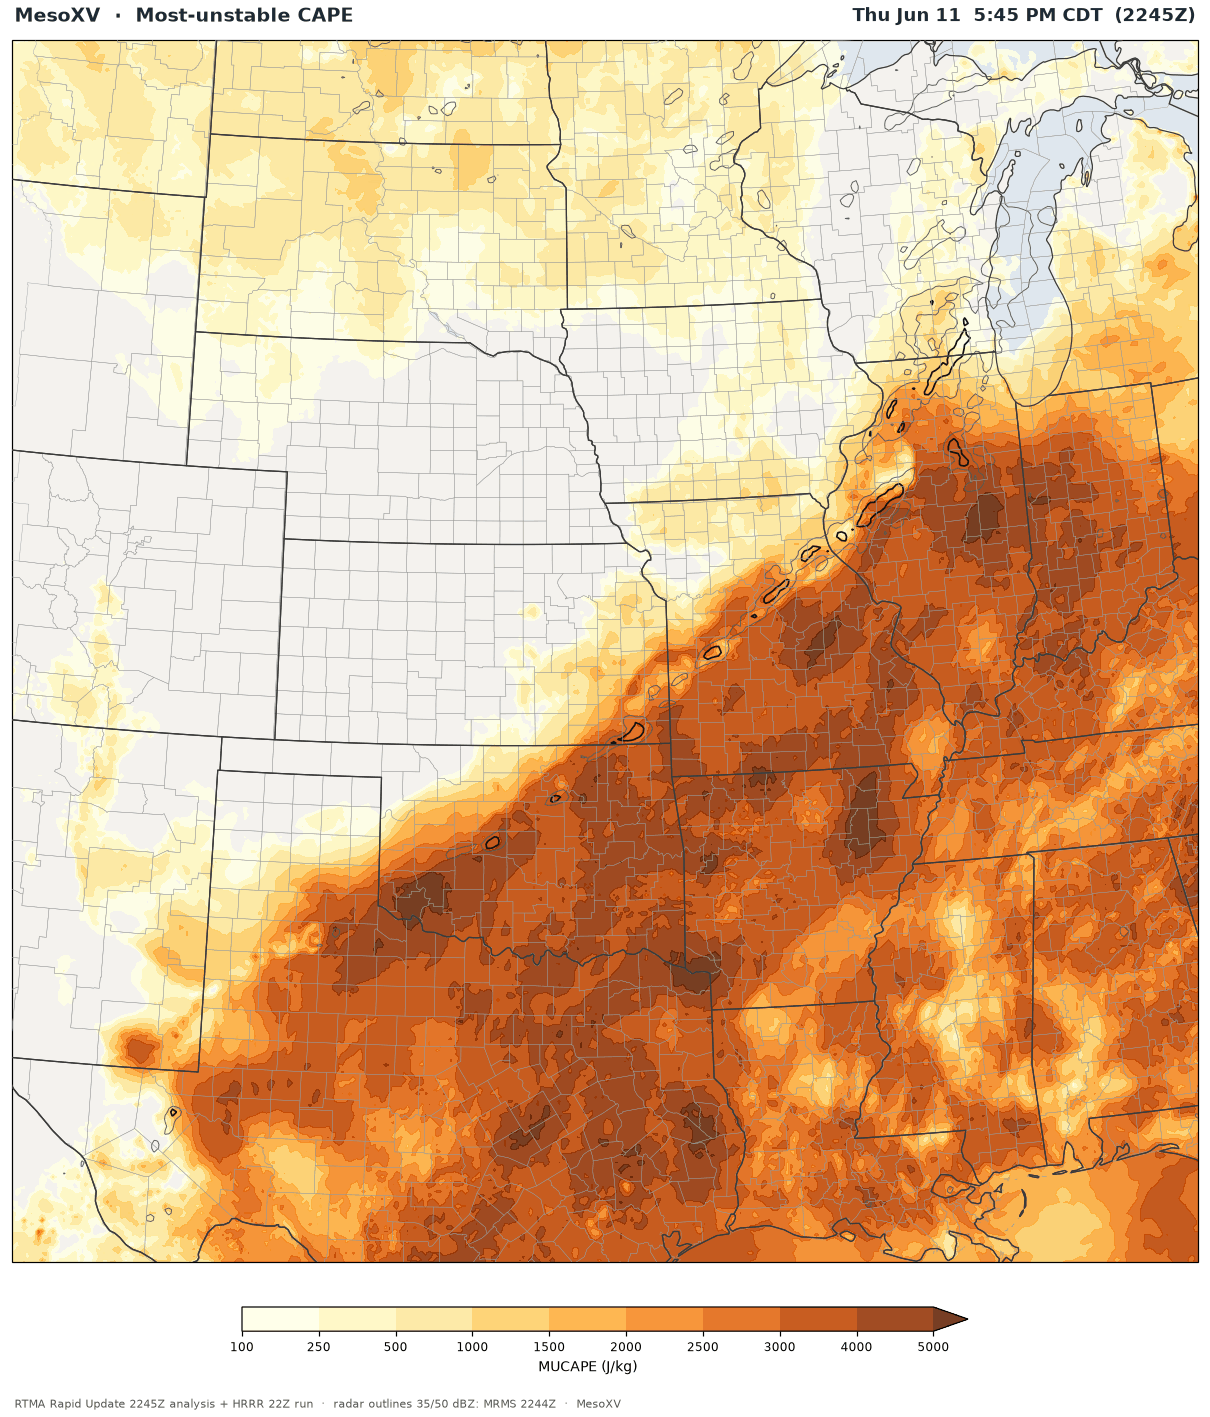 MesoXV · Most-unstable CAPE
Thu Jun 11 5:45 PM CDT (2245Z)
100 250 500 1000 1500 2000 2500 3000 4000 5000
MUCAPE (J/kg)
RTMA Rapid Update 2245Z analysis + HRRR 22Z run · radar outlines 35/50 dBZ: MRMS 2244Z · MesoXV